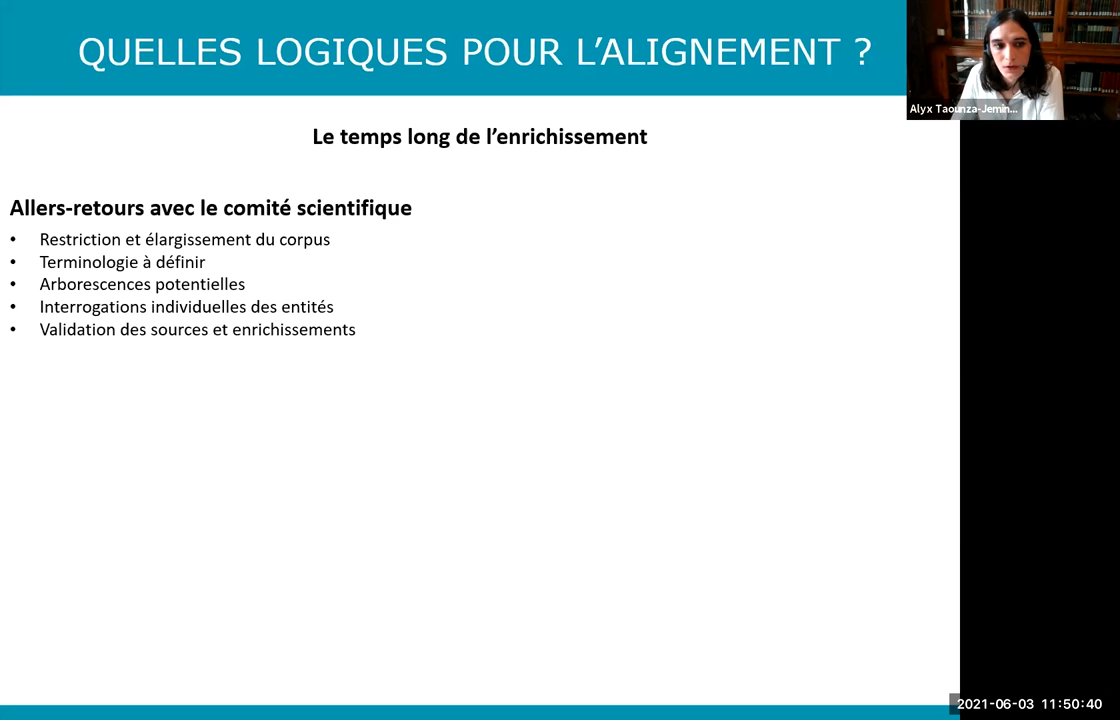 QUELLES LOGIQUES POUR L’ALIGNEMENT ?
Alyx Taounza-Jemin...
Le temps long de l’enrichissement
Allers-retours avec le comité scientifique
• Restriction et élargissement du corpus
• Terminologie à définir
• Arborescences potentielles
• Interrogations individuelles des entités
• Validation des sources et enrichissements
2021-06-03 11:50:40